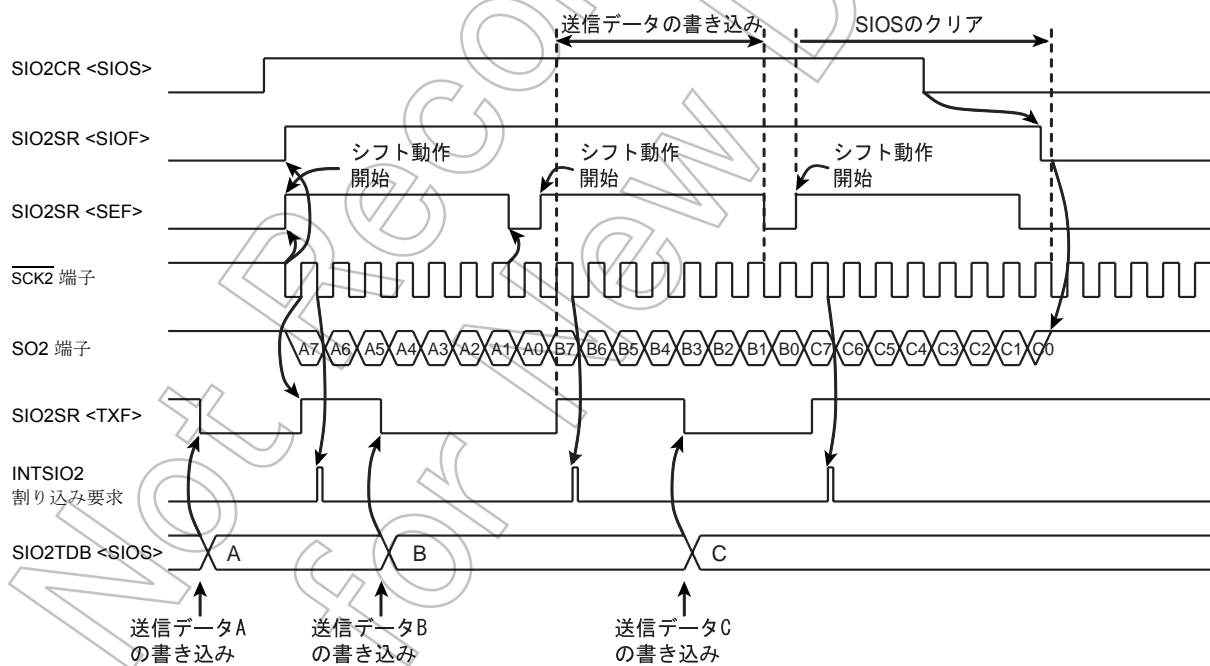 送信データの書き込み
SIOSのクリア
SIO2CR <SIOS>
SIO2SR <SIOF>
シフト動作
開始
シフト動作
開始
シフト動作
開始
SIO2SR <SEF>
SCK2 端子
SO2 端子
A7 A6 A5 A4 A3 A2 A1 A0 B7 B6 B5 B4 B3 B2 B1 B0 C7 C6 C5 C4 C3 C2 C1 C0
SIO2SR <TXF>
INTSIO2
割り込み要求
SIO2TDB <SIOS>
A
B
C
送信データA
の書き込み
送信データB
の書き込み
送信データC
の書き込み
Not Reco
for New D